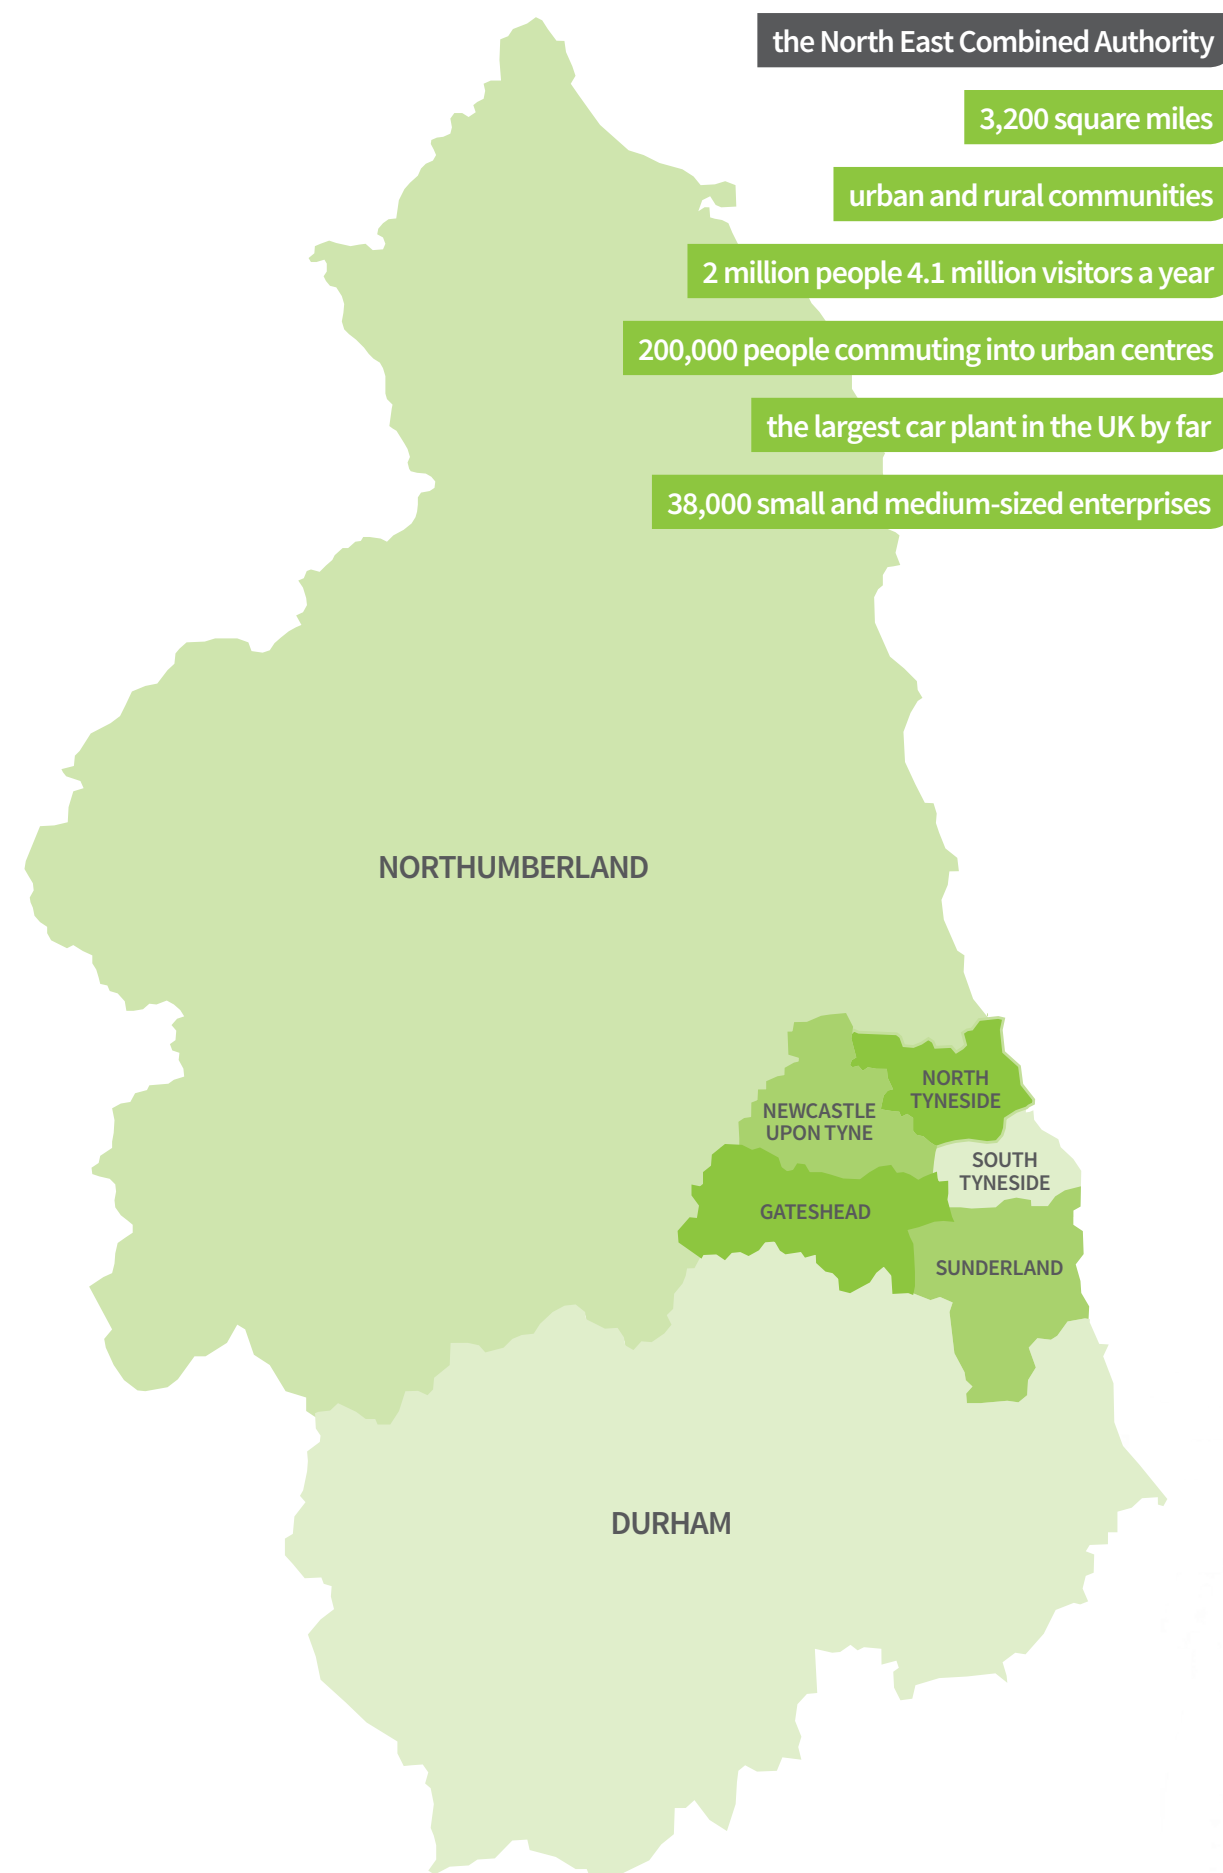 the North East Combined Authority
3,200 square miles
urban and rural communities
2 million people 4.1 million visitors a year
200,000 people commuting into urban centres
the largest car plant in the UK by far
38,000 small and medium-sized enterprises
NORTHUMBERLAND
NORTH
TYNESIDE
NEWCASTLE
UPON TYNE
SOUTH
TYNESIDE
GATESHEAD
SUNDERLAND
DURHAM